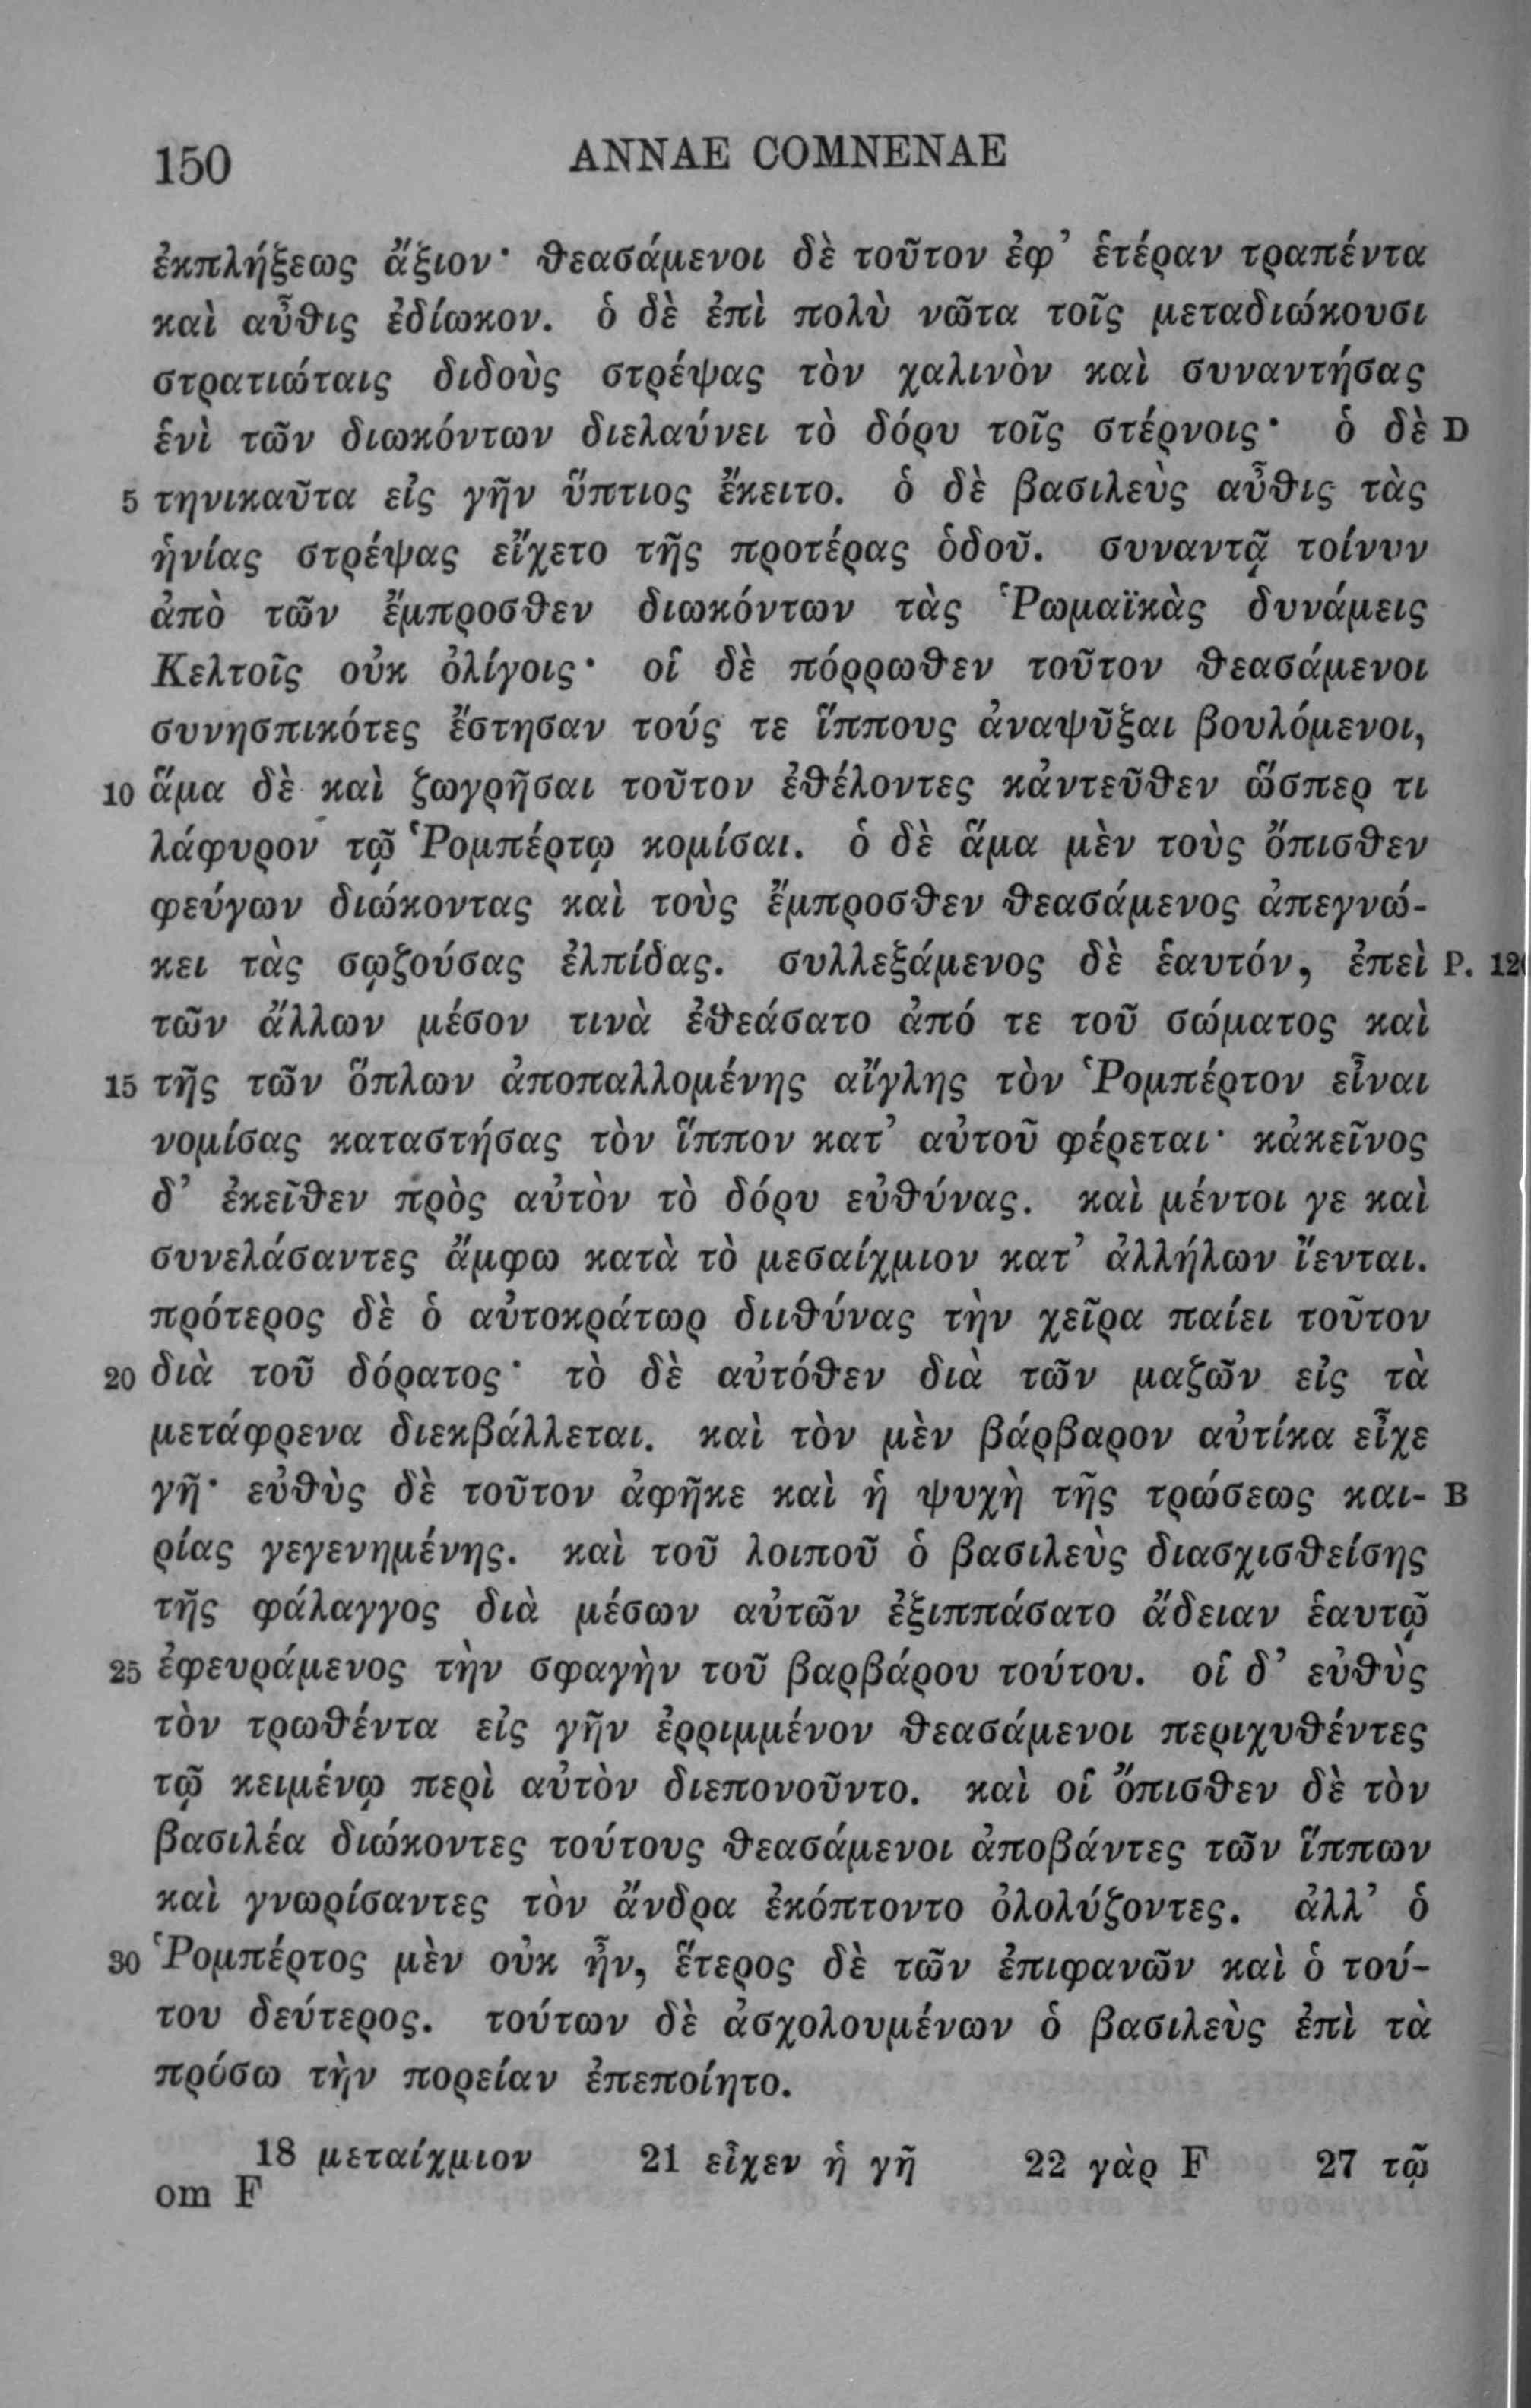 150 ANNAE COMNENAE
ἐκπλήξεως ἄξιον· θεασάμενοι δὲ τοῦτον ἐφ’ ἑτέραν τραπέντα
καὶ αὖθις ἐδίωκον. ὁ δὲ ἐπὶ πολὺ νῶτα τοῖς μεταδιώκουσι
στρατιώταις διδοὺς στρέψας τὸν χαλινὸν καὶ συναντήσας
ἑνὶ τῶν διωκόντων διελαύνει τὸ δόρυ τοῖς στέρνοις· ὁ δὲ D
5 τηνικαῦτα εἰς γῆν ὕπτιος ἔκειτο. ὁ δὲ βασιλεὺς αὖθις τὰς
ἡνίας στρέψας εἴχετο τῆς προτέρας ὁδοῦ. συναντᾷ τοίνυν
ἀπὸ τῶν ἔμπροσθεν διωκόντων τὰς Ῥωμαϊκὰς δυνάμεις
Κελτοῖς οὐκ ὀλίγοις· οἳ δὲ πόρρωθεν τοῦτον θεασάμενοι
συνησπικότες ἔστησαν τούς τε ἵππους ἀναψῦξαι βουλόμενοι,
10 ἅμα δὲ καὶ ζωγρῆσαι τοῦτον ἐθέλοντες κἀντεῦθεν ὥσπερ τι
λάφυρον τῷ Ῥομπέρτῳ κομίσαι. ὁ δὲ ἅμα μὲν τοὺς ὄπισθεν
φεύγων διώκοντας καὶ τοὺς ἔμπροσθεν θεασάμενος ἀπεγνώ-
κει τὰς σῳζούσας ἐλπίδας. συλλεξάμενος δὲ ἑαυτόν, ἐπεὶ P. 12
τῶν ἄλλων μέσον τινὰ ἐθεάσατο ἀπό τε τοῦ σώματος καὶ
15 τῆς τῶν ὅπλων ἀποπαλλομένης αἴγλης τὸν Ῥομπέρτον εἶναι
νομίσας καταστήσας τὸν ἵππον κατ’ αὐτοῦ φέρεται· κἀκεῖνος
δ’ ἐκεῖθεν πρὸς αὐτὸν τὸ δόρυ εὐθύνας. καὶ μέντοι γε καὶ
συνελάσαντες ἄμφω κατὰ τὸ μεσαίχμιον κατ’ ἀλλήλων ἵενται.
πρότερος δὲ ὁ αὐτοκράτωρ διιθύνας τὴν χεῖρα παίει τοῦτον
20 διὰ τοῦ δόρατος· τὸ δὲ αὐτόθεν διὰ τῶν μαζῶν εἰς τὰ
μετάφρενα διεκβάλλεται. καὶ τὸν μὲν βάρβαρον αὐτίκα εἶχε
γῆ· εὐθὺς δὲ τοῦτον ἀφῆκε καὶ ἡ ψυχὴ τῆς τρώσεως και- B
ρίας γεγενημένης. καὶ τοῦ λοιποῦ ὁ βασιλεὺς διασχισθείσης
τῆς φάλαγγος διὰ μέσων αὐτῶν ἐξιππάσατο ἄδειαν ἑαυτῷ
25 ἐφευράμενος τὴν σφαγὴν τοῦ βαρβάρου τούτου. οἳ δ’ εὐθὺς
τὸν τρωθέντα εἰς γῆν ἐρριμμένον θεασάμενοι περιχυθέντες
τῷ κειμένῳ περὶ αὐτὸν διεπονοῦντο. καὶ οἳ ὄπισθεν δὲ τὸν
βασιλέα διώκοντες τούτους θεασάμενοι ἀποβάντες τῶν ἵππων
καὶ γνωρίσαντες τὸν ἄνδρα ἐκόπτοντο ὀλολύζοντες. ἀλλ’ ὁ
30 Ῥομπέρτος μὲν οὐκ ἦν, ἕτερος δὲ τῶν ἐπιφανῶν καὶ ὁ τού-
του δεύτερος. τούτων δὲ ἀσχολουμένων ὁ βασιλεὺς ἐπὶ τὰ
πρόσω τὴν πορείαν ἐπεποίητο.
18 μεταίχμιον 21 εἶχεν ἡ γῆ 22 γὰρ F 27 τῷ
om F